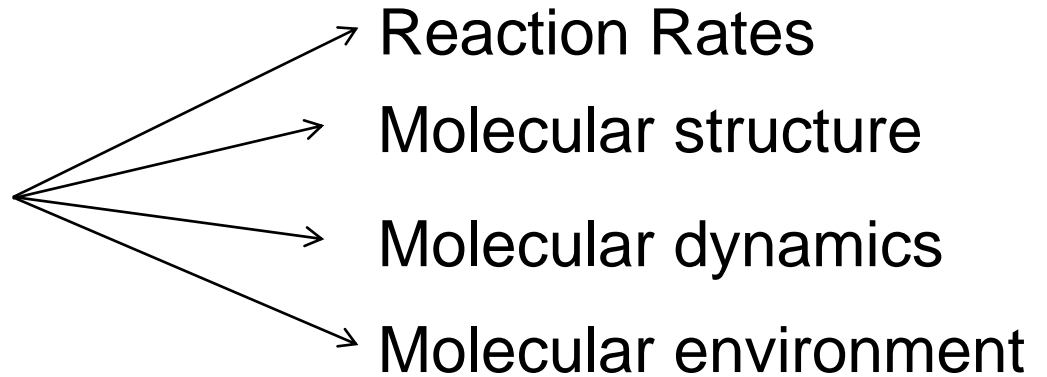 Reaction Rates
Molecular structure
Molecular dynamics
Molecular environment